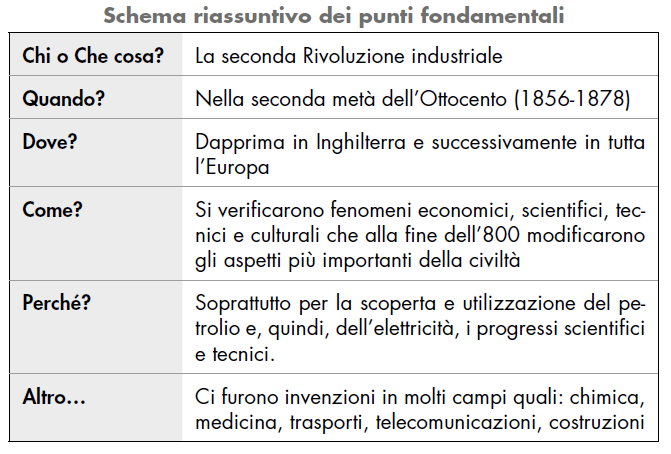 Schema riassuntivo dei punti fondamentali
Chi o Che cosa? La seconda Rivoluzione industriale
Quando? Nella seconda metà dell'Ottocento (1856-1878)
Dove? Dapprima in Inghilterra e successivamente in tutta
l'Europa
Come? Si verificarono fenomeni economici, scientifici, tec-
nici e culturali che alla fine dell'800 modificarono
gli aspetti più importanti della civiltà
Perché? Soprattutto per la scoperta e utilizzazione del pe-
trolio e, quindi, dell'elettricità, i progressi scientifici
e tecnici.
Altro... Ci furono invenzioni in molti campi quali: chimica,
medicina, trasporti, telecomunicazioni, costruzioni